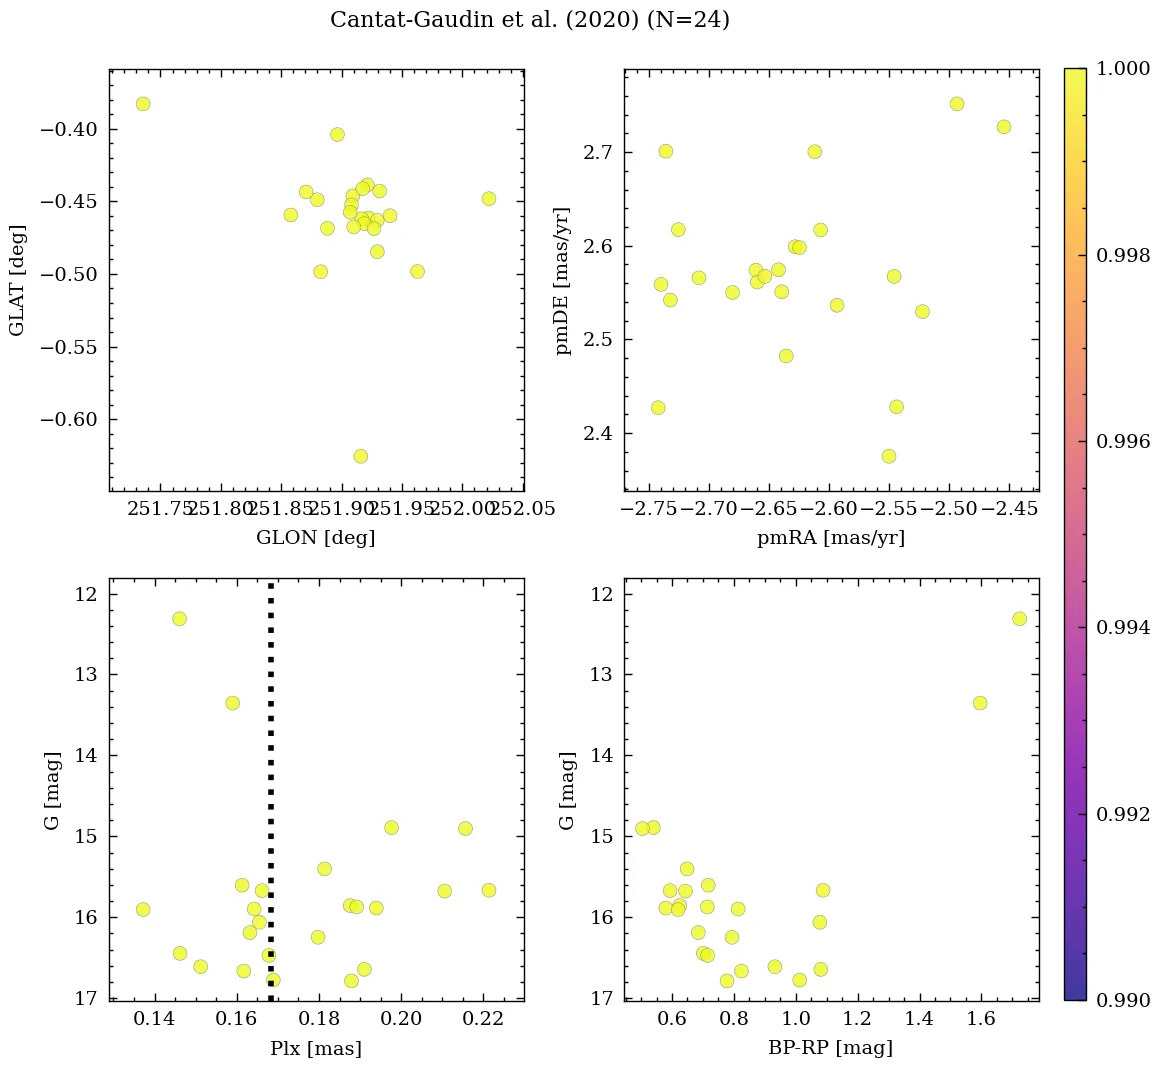 Cantat-Gaudin et al. (2020) (N=24)
−0.40
−0.45
−0.50
−0.55
−0.60
GLAT [deg]
251.75 251.80 251.85 251.90 251.95 252.00 252.05
GLON [deg]
2.7
2.6
2.5
2.4
pmDE [mas/yr]
−2.75 −2.70 −2.65 −2.60 −2.55 −2.50 −2.45
pmRA [mas/yr]
12
13
14
15
16
17
G [mag]
0.14 0.16 0.18 0.20 0.22
Plx [mas]
12
13
14
15
16
17
G [mag]
0.6 0.8 1.0 1.2 1.4 1.6
BP-RP [mag]
1.000
0.998
0.996
0.994
0.992
0.990